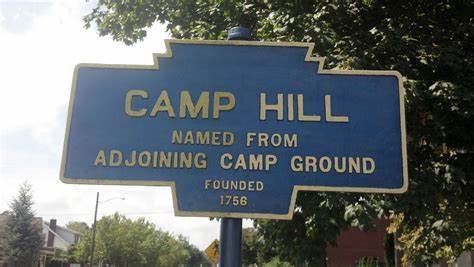 CAMP HILL
NAMED FROM
ADJOINING CAMP GROUND
FOUNDED
1756